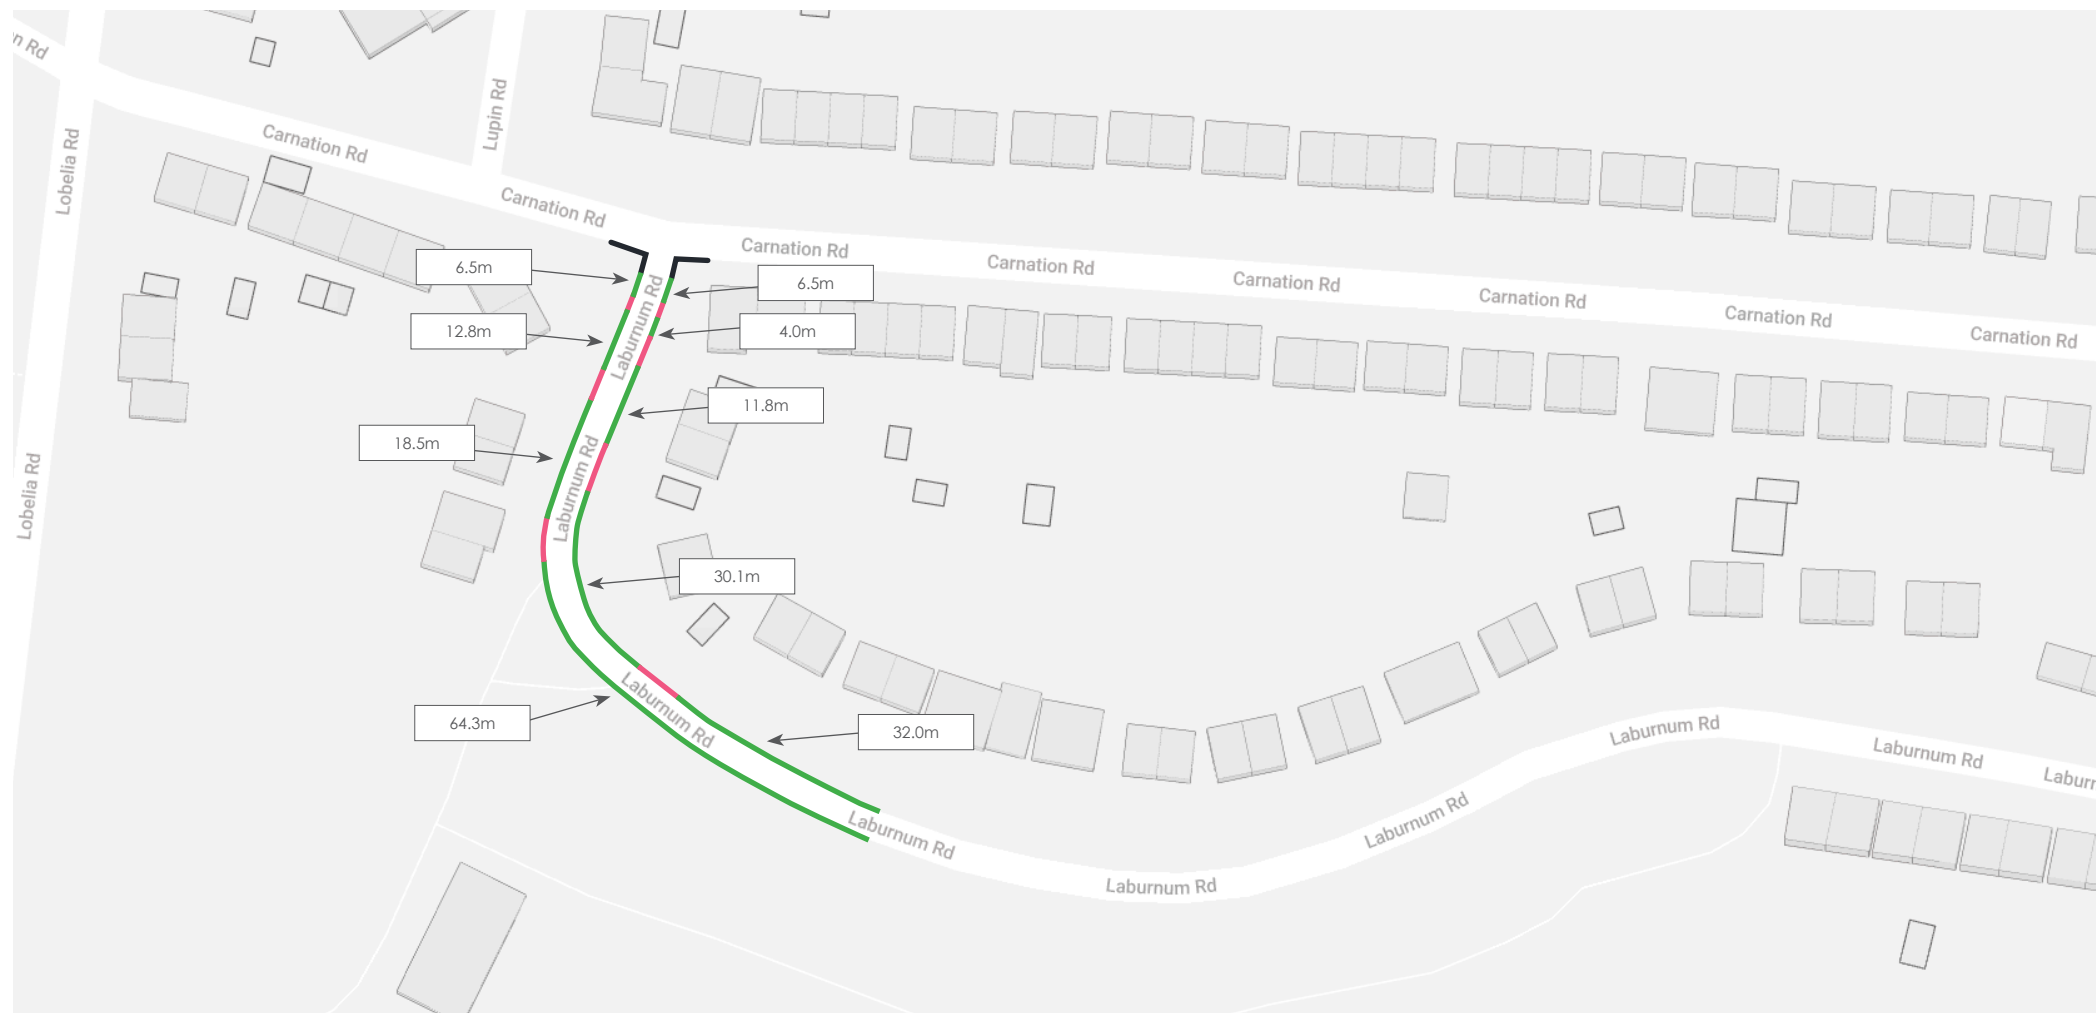 n Rd
Carnation Rd
Lupin Rd
Lobelia Rd
Carnation Rd
Carnation Rd
Carnation Rd
Carnation Rd
Carnation Rd
Carnation Rd
Carnation Rd
6.5m
6.5m
12.8m
4.0m
Laburnum Rd
11.8m
18.5m
Laburnum Rd
Lobelia Rd
30.1m
64.3m
Laburnum Rd
32.0m
Laburnum Rd
Laburnum Rd
Laburnum Rd
Laburnum Rd
Laburnum Rd
Laburn